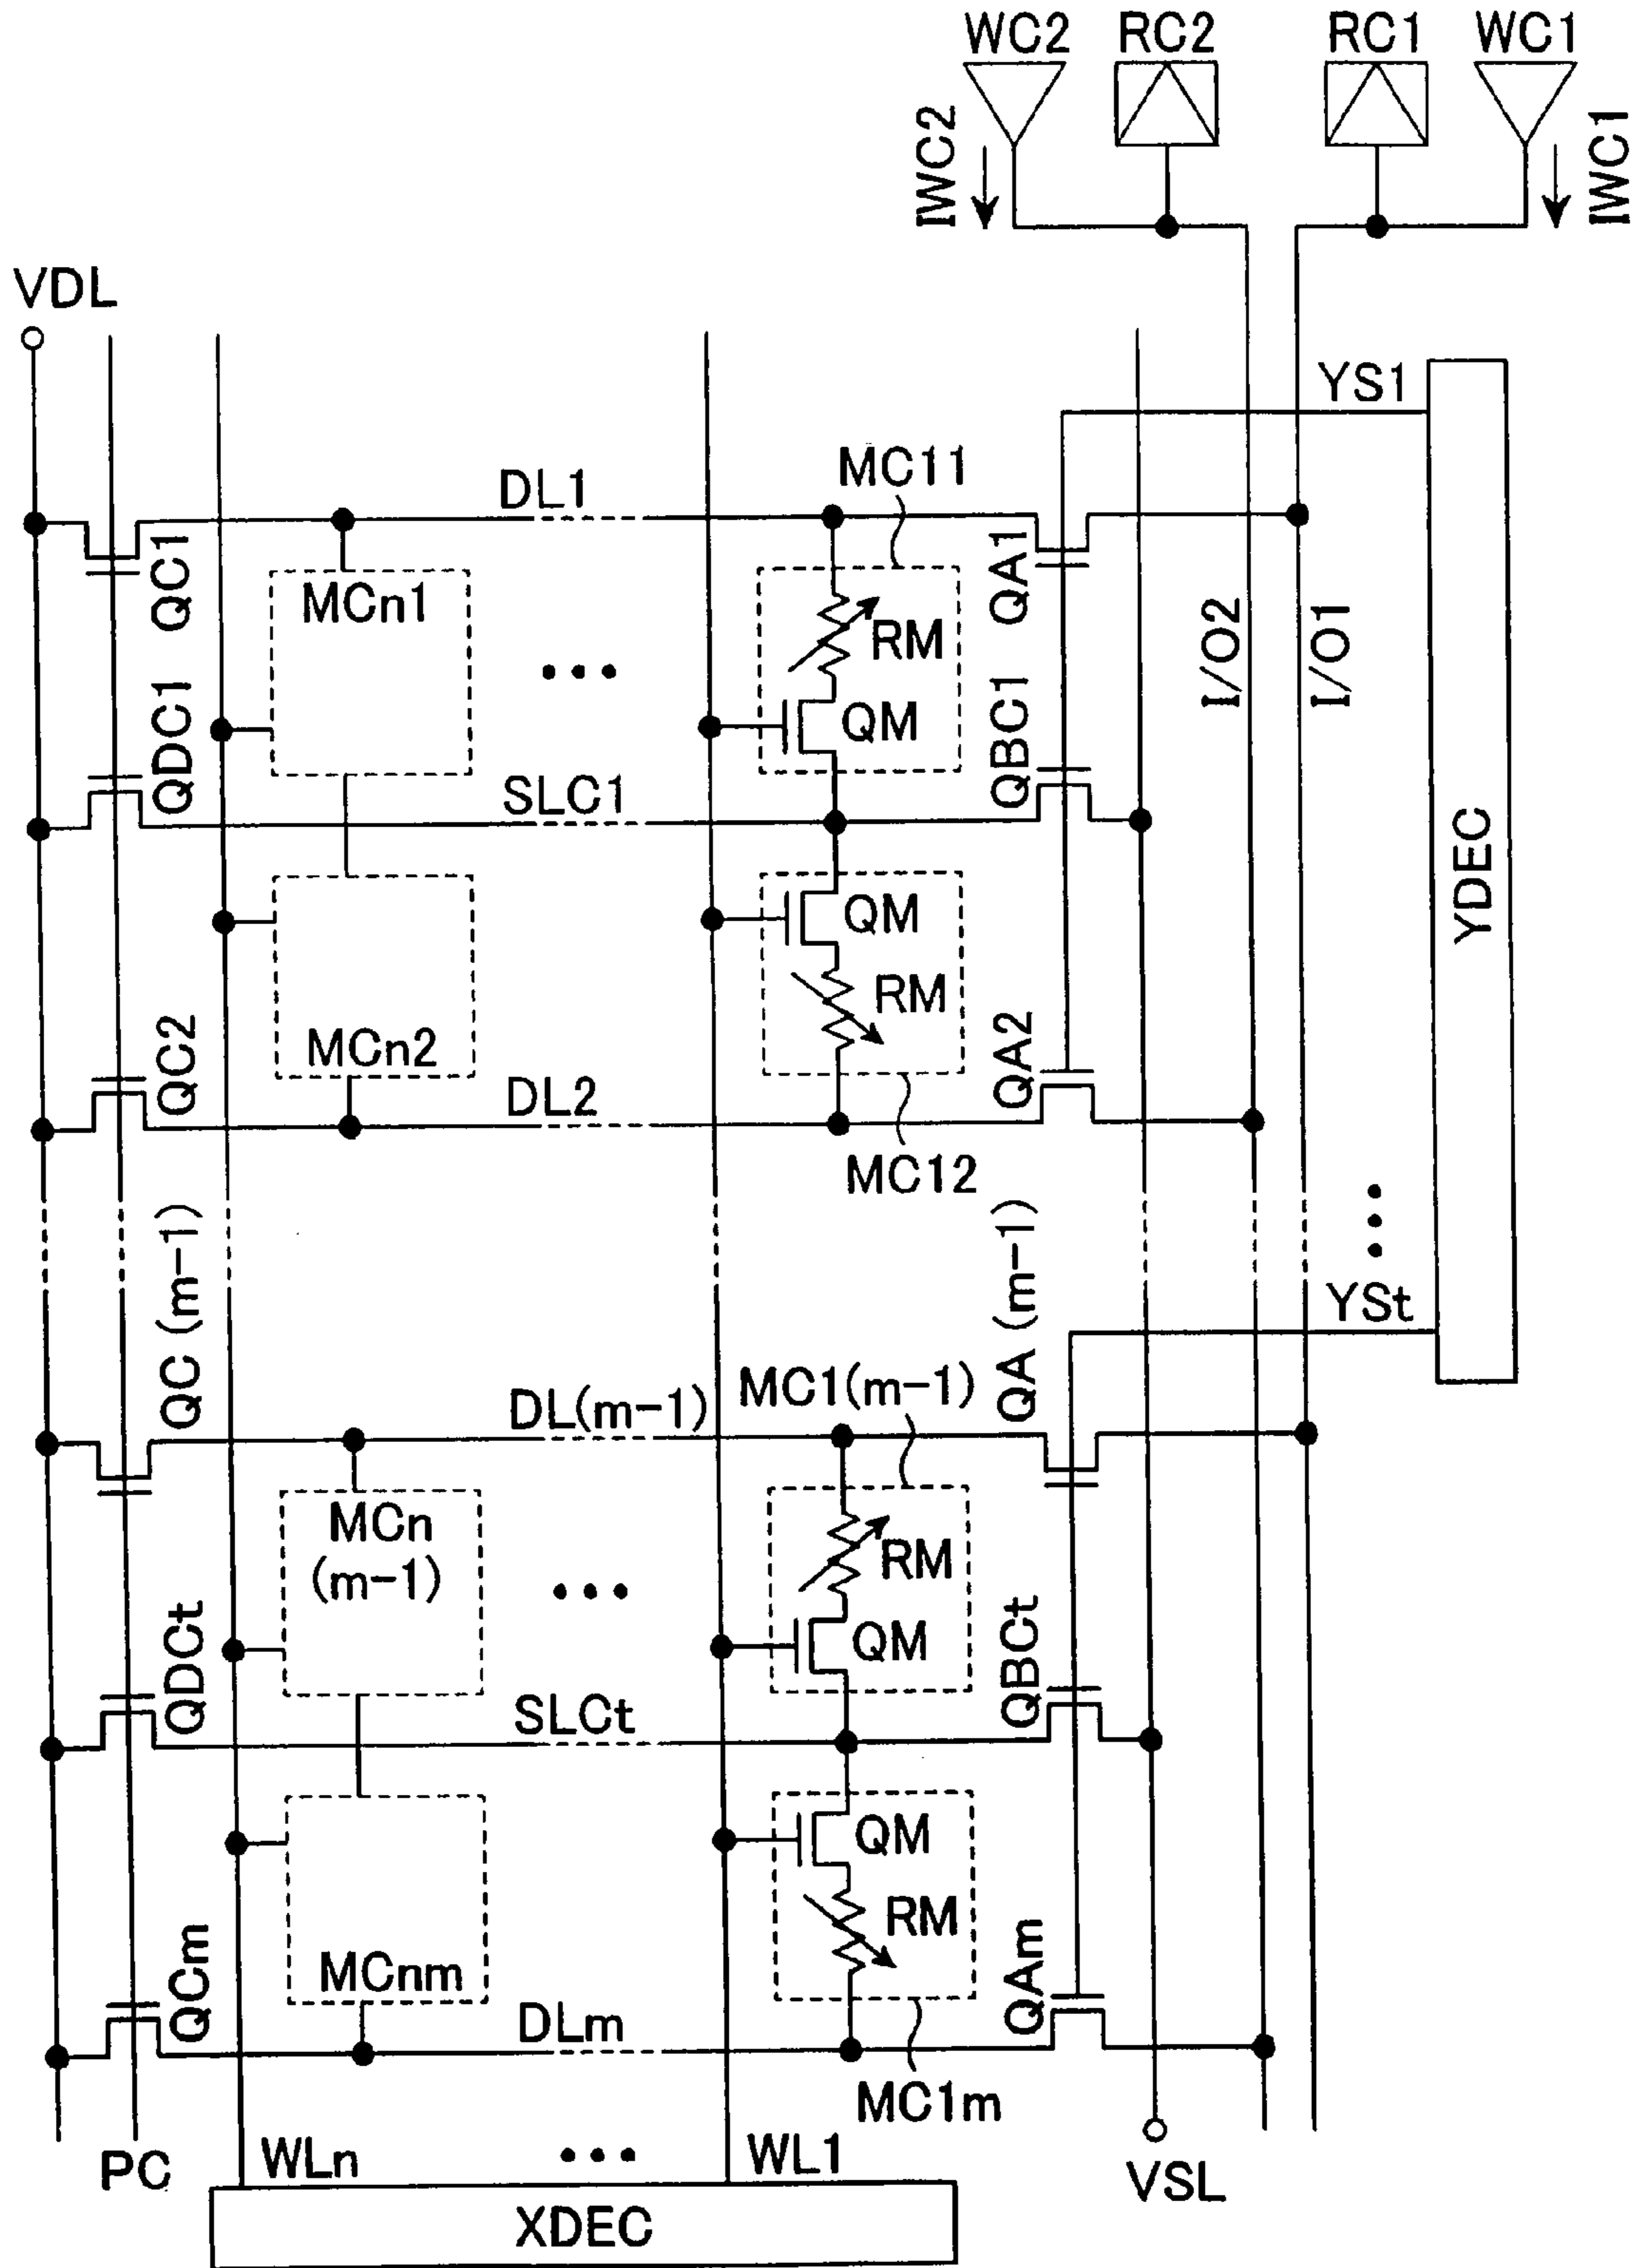 WC2 RC2 RC1 WC1
IWC2
IWC1
VDL
YS1
MC11
DL1
QC1
MCn1
...
RM
QA1
I/O2
I/O1
QDC1
QM
QBC1
SLC1
YDEC
QM
RM
QC2
MCn2
QA2
DL2
MC12
...
QC (m-1)
QA (m-1)
YSt
DL(m-1)
MC1(m-1)
MCn
(m-1)
...
RM
QDCt
QM
QBCt
SLCt
QM
RM
QCm
MCnm
QAm
DLm
MC1m
PC
WLn
...
WL1
VSL
XDEC